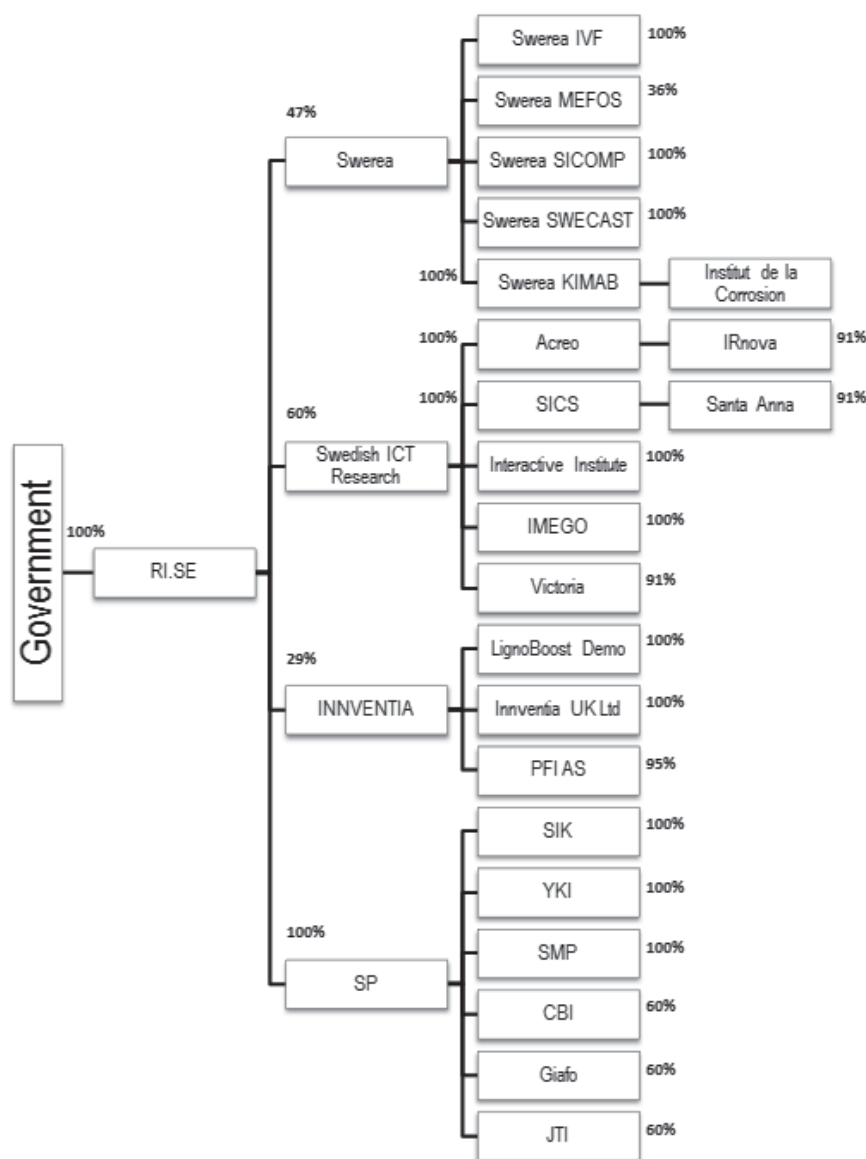 Government
100%
RI.SE
47%
Swerea
Swerea IVF
100%
Swerea MEFOS
36%
Swerea SICOMP
100%
Swerea SWECAST
100%
100%
Swerea KIMAB
Institut de la
Corrosion
60%
Swedish ICT
Research
100%
Acreo
IRnova
91%
100%
SICS
Santa Anna
91%
Interactive Institute
100%
IMEGO
100%
Victoria
91%
29%
INNVENTIA
LignoBoost Demo
100%
Innventia UK Ltd
100%
PFI AS
95%
100%
SP
SIK
100%
YKI
100%
SMP
100%
CBI
60%
Glafo
60%
JTI
60%